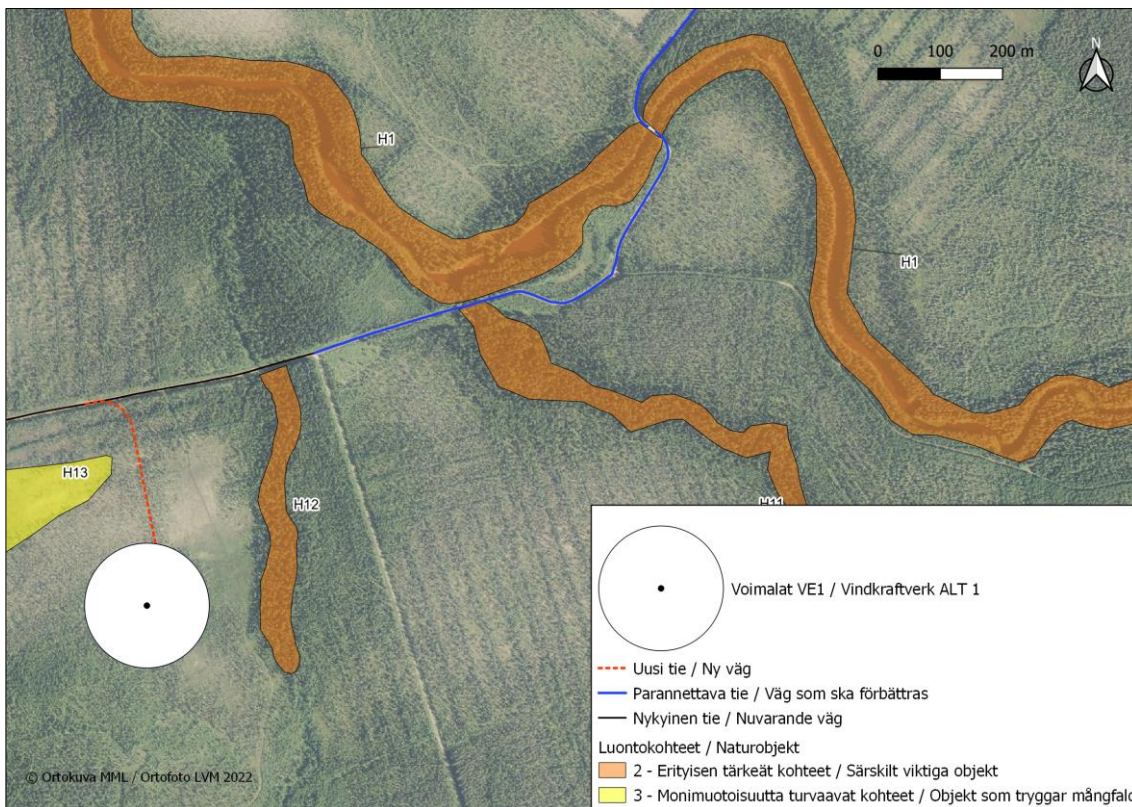 H1
0 100 200 m
N
H1
H13
H12
H11
Voimalat VE1 / Vindkraftverk ALT 1
Uusi tie / Ny väg
Parannettava tie / Väg som ska förbättras
Nykyinen tie / Nuvarande väg
Luontokohteet / Naturobjekt
2 - Erityisen tärkeät kohteet / Särskilt viktiga objekt
3 - Monimuotoisuutta turvaavat kohteet / Objekt som tryggar mångfald
© Ortokuva MML / Ortofoto LVM 2022